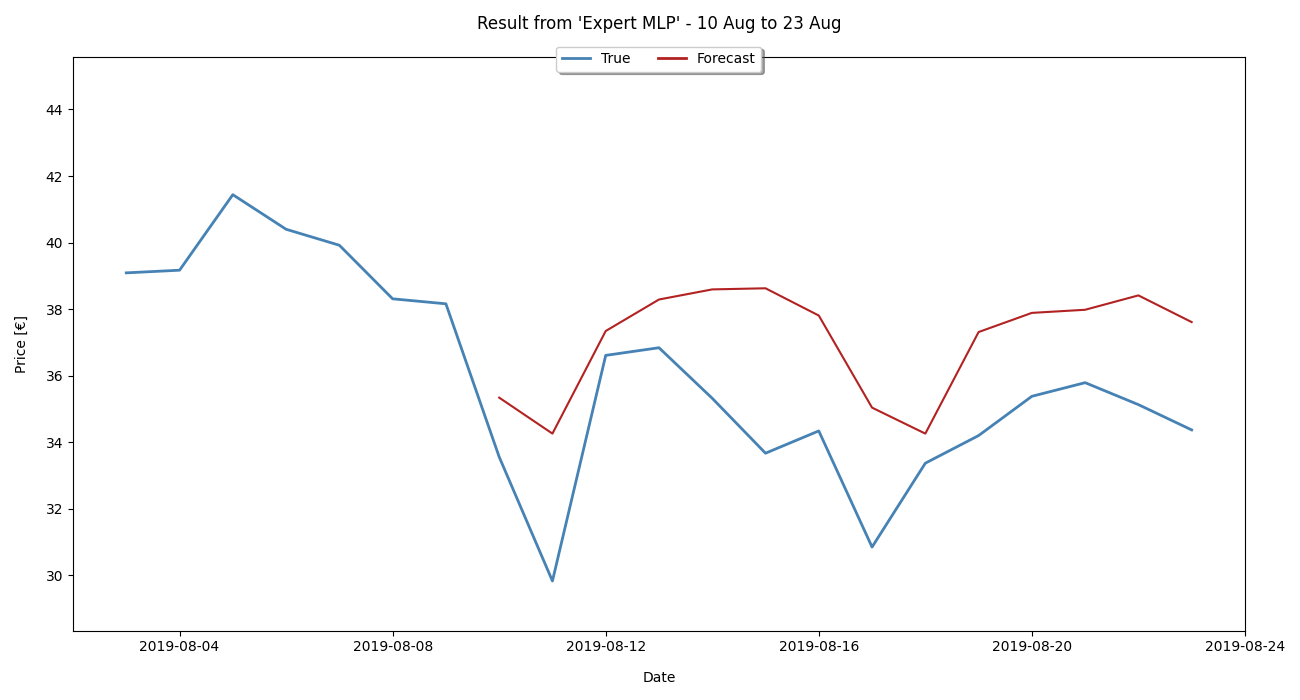 Result from 'Expert MLP' - 10 Aug to 23 Aug
True Forecast
44
42
40
38
36
34
32
30
Price [€]
2019-08-04 2019-08-08 2019-08-12 2019-08-16 2019-08-20 2019-08-24
Date